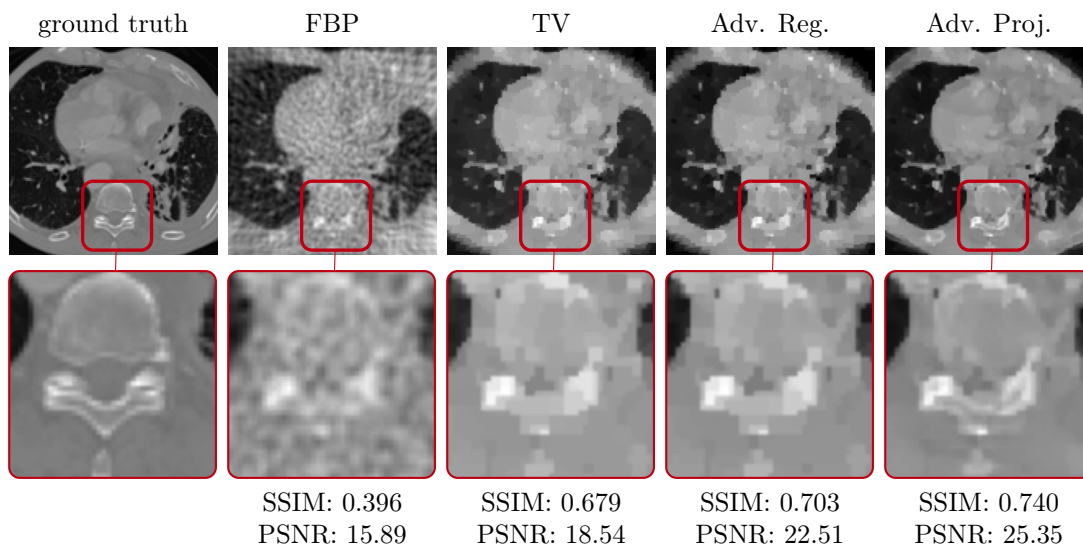 ground truth
FBP
TV
Adv. Reg.
Adv. Proj.
SSIM: 0.396
PSNR: 15.89
SSIM: 0.679
PSNR: 18.54
SSIM: 0.703
PSNR: 22.51
SSIM: 0.740
PSNR: 25.35